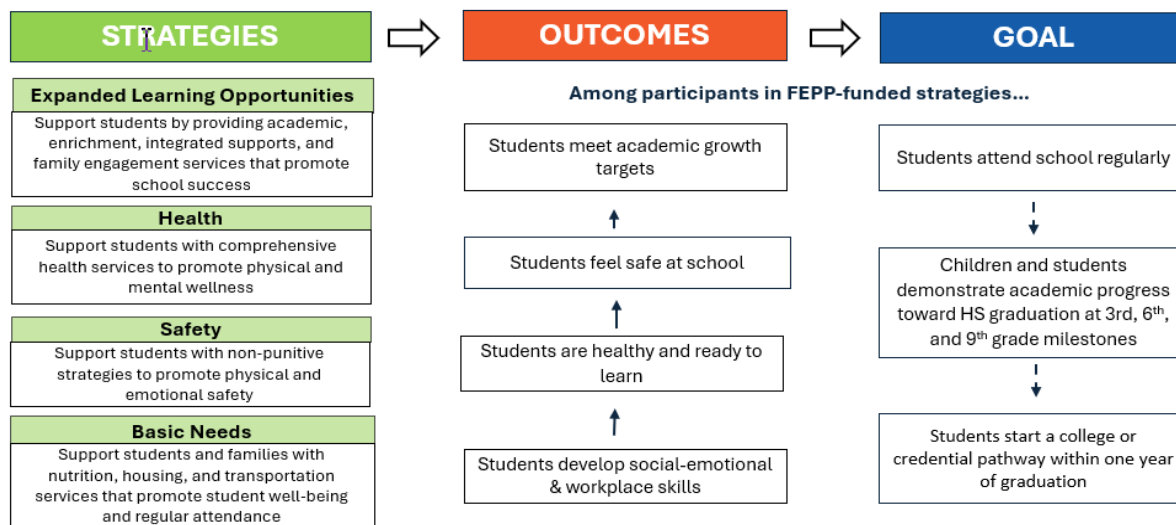 STRATEGIES
OUTCOMES
GOAL
Expanded Learning Opportunities
Support students by providing academic,
enrichment, integrated supports, and
family engagement services that promote
school success
Health
Support students with comprehensive
health services to promote physical and
mental wellness
Safety
Support students with non-punitive
strategies to promote physical and
emotional safety
Basic Needs
Support students and families with
nutrition, housing, and transportation
services that promote student well-being
and regular attendance
Among participants in FEPP-funded strategies...
Students meet academic growth
targets
Students feel safe at school
Students are healthy and ready to
learn
Students develop social-emotional
& workplace skills
Students attend school regularly
Children and students
demonstrate academic progress
toward HS graduation at 3rd, 6th,
and 9th grade milestones
Students start a college or
credential pathway within one year
of graduation